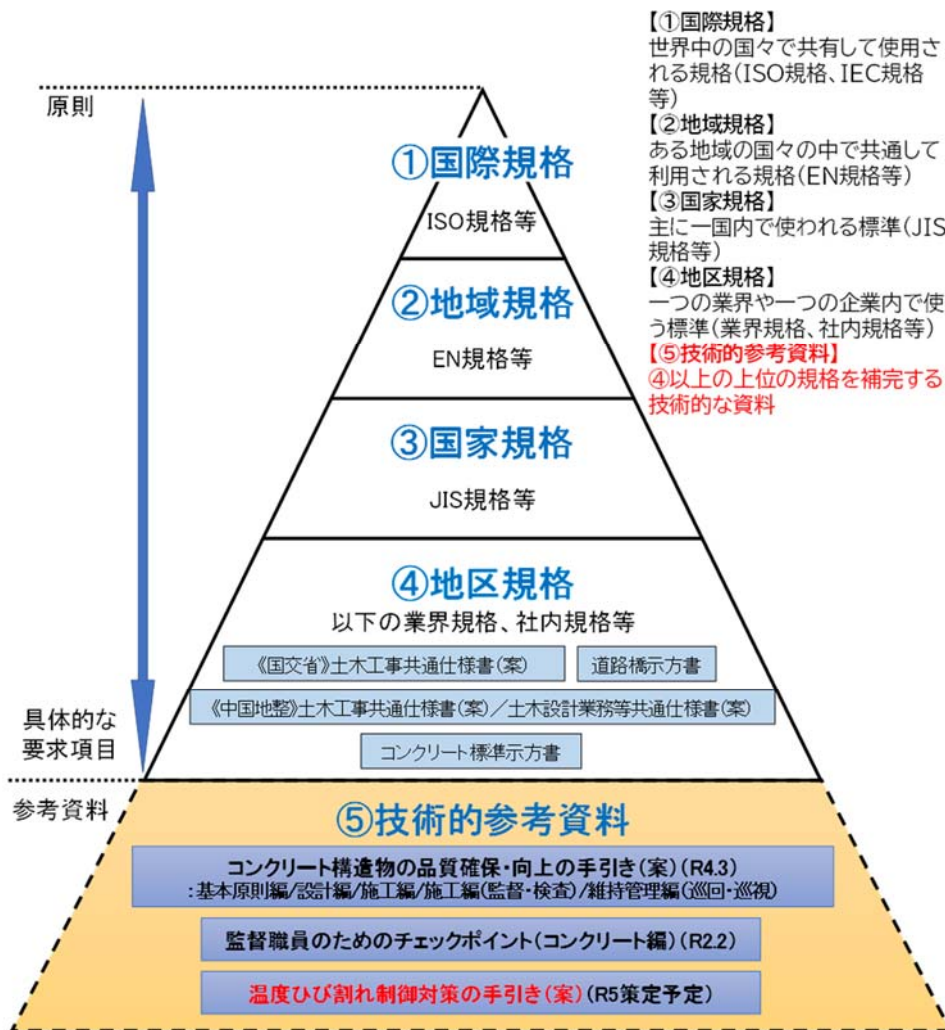 【①国際規格】
世界中の国々で共有して使用さ
れる規格(ISO規格、IEC規格
等)
【②地域規格】
ある地域の国々の中で共通して
利用される規格(EN規格等)
【③国家規格】
主に一国内で使われる標準(JIS
規格等)
【④地区規格】
一つの業界や一つの企業内で使
う標準(業界規格、社内規格等)
【⑤技術的参考資料】
④以上の上位の規格を補完する
技術的な資料
原則
①国際規格
ISO規格等
②地域規格
EN規格等
③国家規格
JIS規格等
④地区規格
以下の業界規格、社内規格等
《国交省》土木工事共通仕様書(案)
道路橋示方書
《中国地整》土木工事共通仕様書(案)／土木設計業務等共通仕様書(案)
コンクリート標準示方書
具体的な
要求項目
参考資料
⑤技術的参考資料
コンクリート構造物の品質確保・向上の手引き(案)(R4.3)
:基本原則編/設計編/施工編/施工編(監督・検査)/維持管理編(巡回・巡視)
監督職員のためのチェックポイント(コンクリート編)(R2.2)
温度ひび割れ制御対策の手引き(案)(R5策定予定)